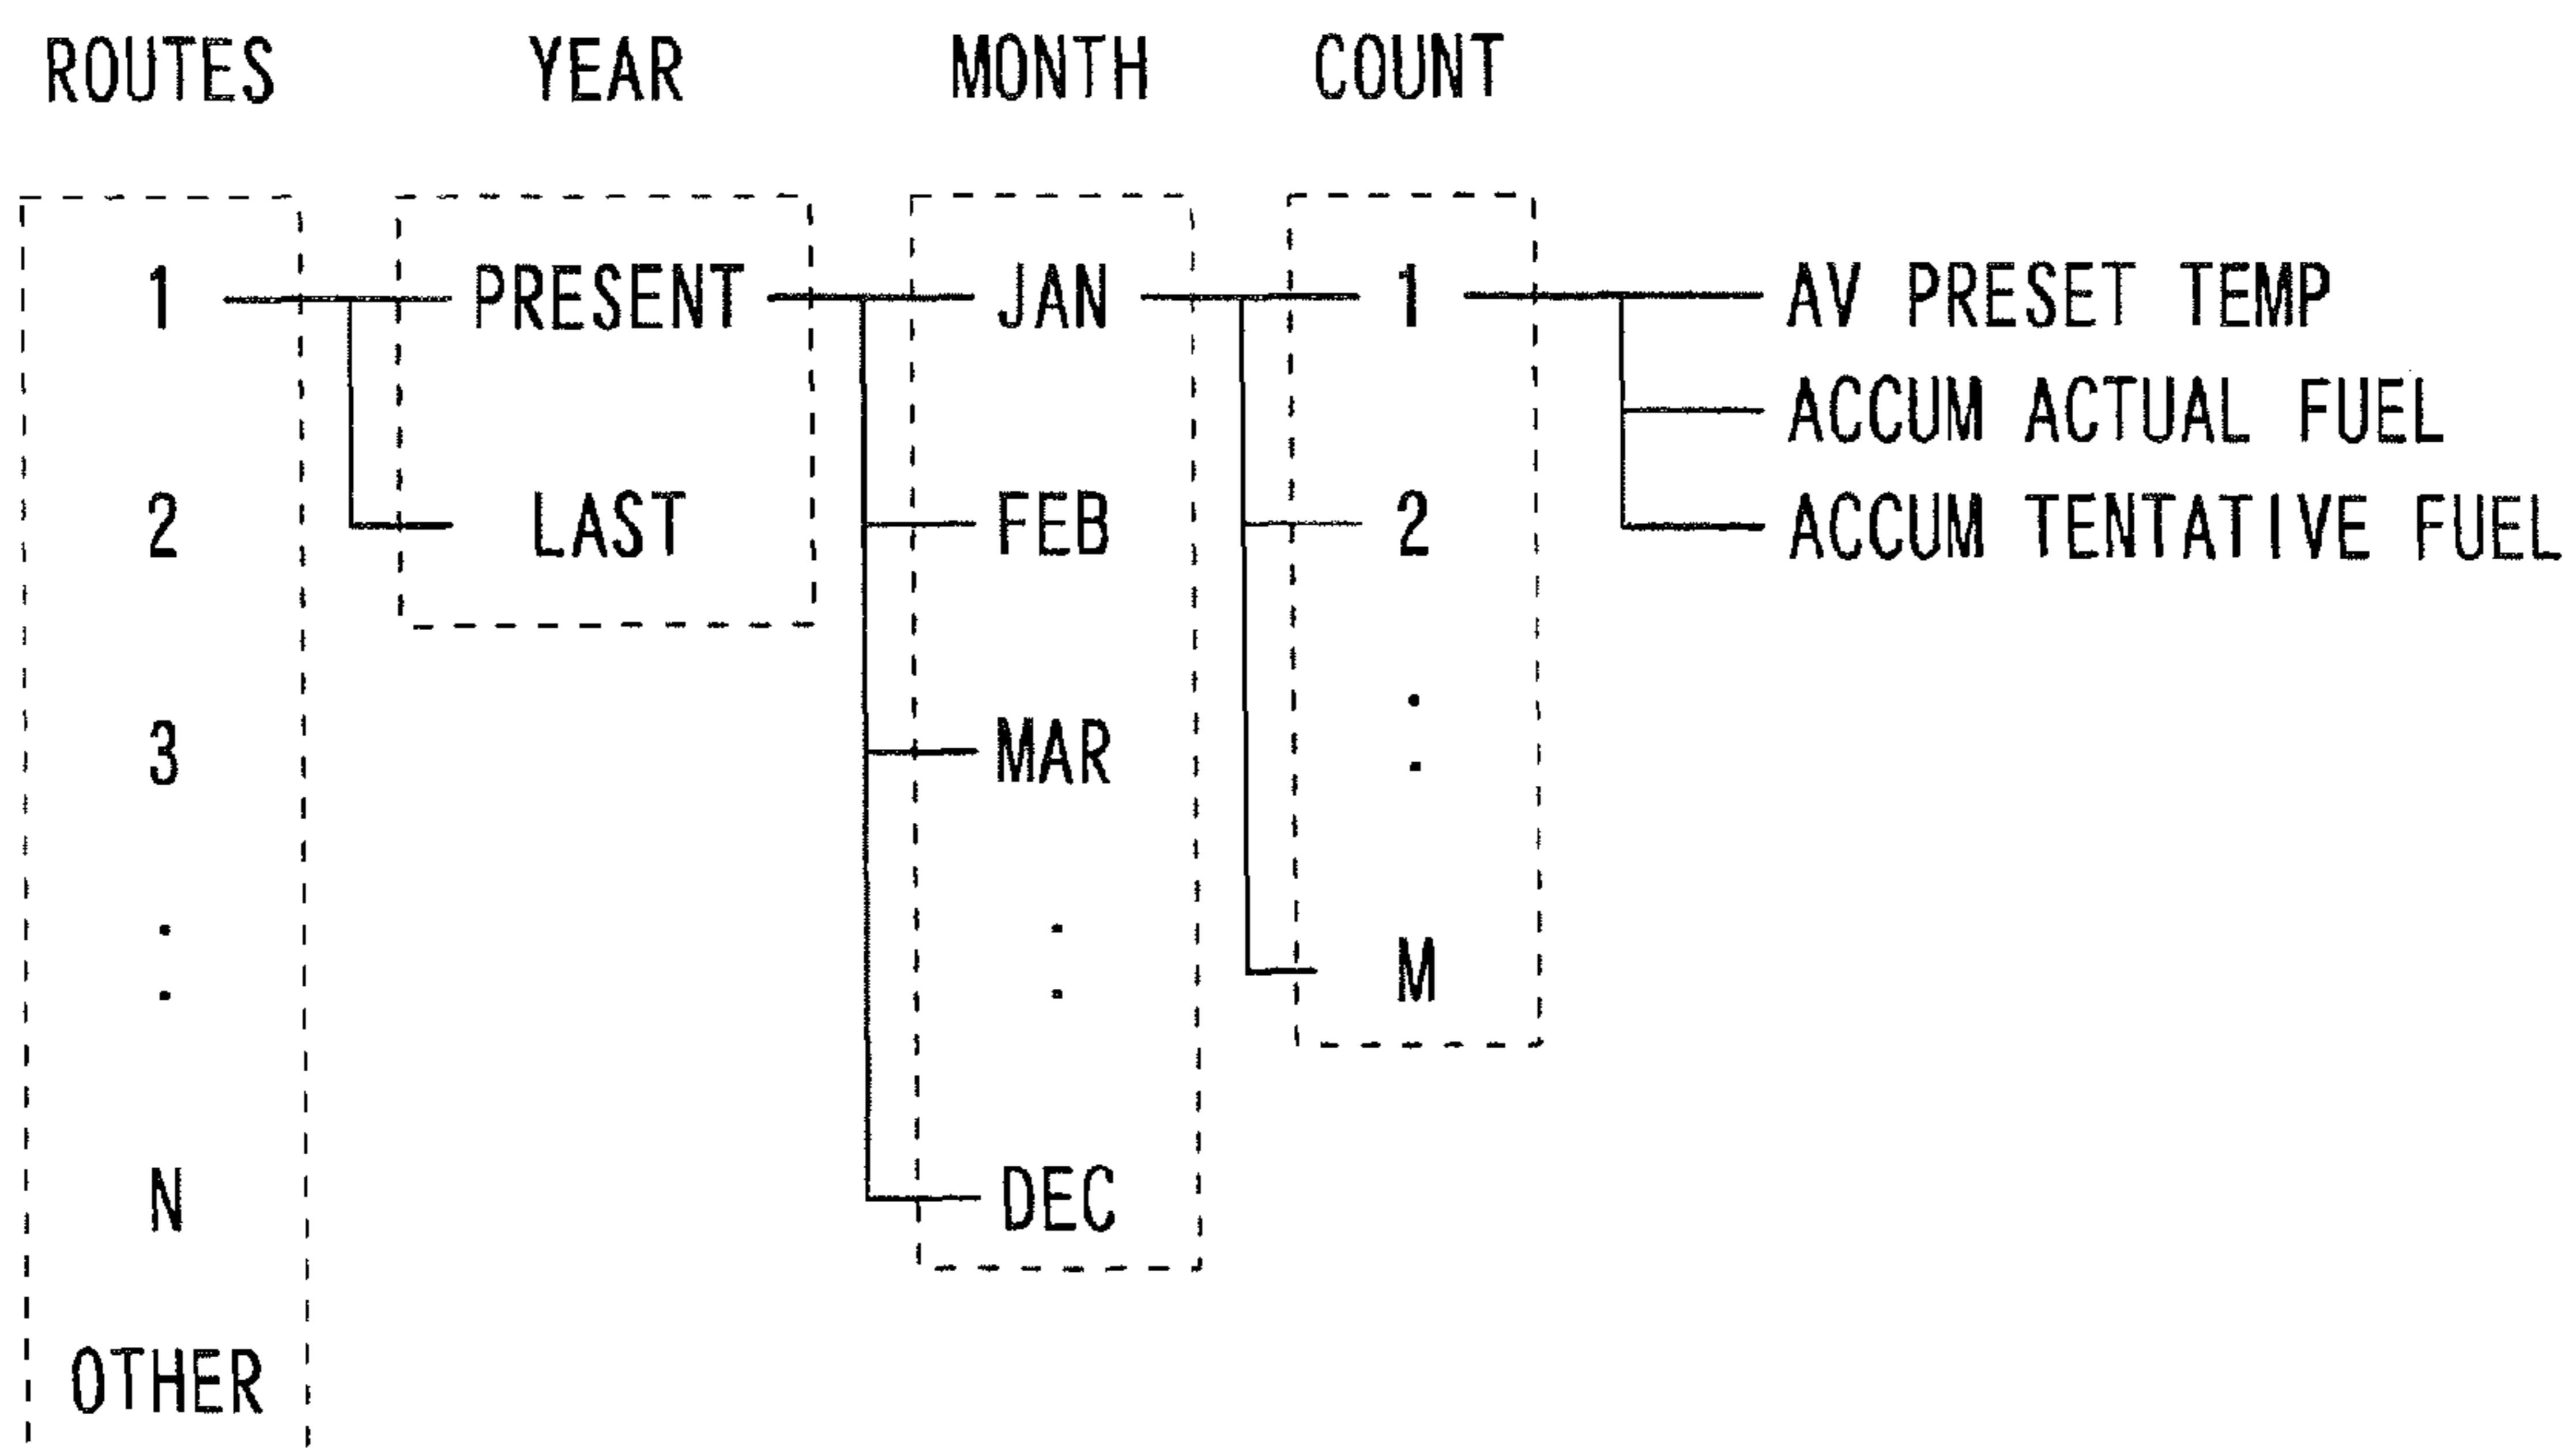 ROUTES YEAR MONTH COUNT
1 PRESENT JAN 1 AV PRESET TEMP
ACCUM ACTUAL FUEL
2 LAST FEB 2 ACCUM TENTATIVE FUEL
3 MAR :
: : M
N DEC
OTHER